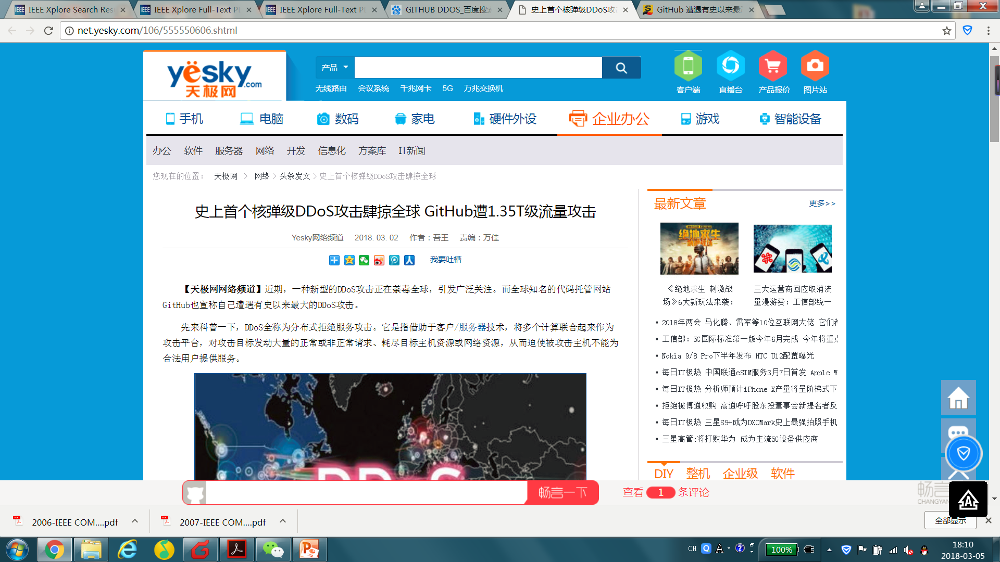 IEEE Xplore Search Res
IEEE Xplore Full-Text P
IEEE Xplore Full-Text P
GITHUB DDOS_百度搜索
史上首个核弹级DDoS攻
GitHub 遭遇有史以来最
net.yesky.com/106/555550606.shtml
yesky.com
天极网
产品
无线路由 会议系统 千兆网卡 5G 万兆交换机
客户端 直播台 产品报价 图片站
手机 电脑 数码 家电 硬件外设 企业办公 游戏 智能设备
办公 软件 服务器 网络 开发 信息化 方案库 IT新闻
您现在的位置： 天极网 > 网络 > 头条发文 > 史上首个核弹级DDoS攻击肆掠全球
史上首个核弹级DDoS攻击肆掠全球 GitHub遭1.35T级流量攻击
Yesky网络频道 2018. 03. 02 作者：吾王 责编：万佳
我要吐槽
【天极网网络频道】近期，一种新型的DDoS攻击正在荼毒全球，引发广泛关注。而全球知名的代码托管网站
GitHub也宣称自己遭遇有史以来最大的DDoS攻击。
先来科普一下，DDoS全称为分布式拒绝服务攻击。它是指借助于客户/服务器技术，将多个计算联合起来作为
攻击平台，对攻击目标发动大量的正常或非正常请求、耗尽目标主机资源或网络资源，从而迫使被攻击主机不能为
合法用户提供服务。
DDoS
最新文章 更多>>
绝地求生
《绝地求生 刺激战
场》6大新玩法来袭：
三大运营商回应取消流
量漫游费：工信部统一
2018年两会 马化腾、雷军等10位互联网大佬 它们都
工信部：5G国际标准第一版今年6月完成 今年将重点
Nokia 9/8 Pro下半年发布 HTC U12配置曝光
每日IT极热 中国联通eSIM服务3月7日首发 Apple W
每日IT极热 分析师预计iPhone X产量将呈阶梯式下
拒绝被博通收购 高通呼吁股东投董事会新提名者反
每日IT极热 三星S9+成为DXOMark史上最强拍照手机
三星高管:将打败华为 成为主流5G设备供应商
DIY 整机 企业级 软件
畅言一下
查看 1 条评论
畅言
CHANGYAN
2006-IEEE COM....pdf
2007-IEEE COM....pdf
全部显示
CH
100%
18:10
2018-03-05